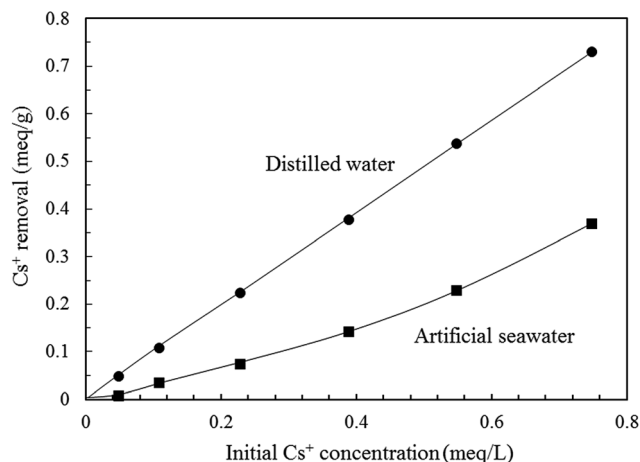 0.8
0.7
0.6
0.5
0.4
0.3
0.2
0.1
0
Cs⁺ removal (meq/g)
Distilled water
Artificial seawater
0 0.2 0.4 0.6 0.8
Initial Cs⁺ concentration (meq/L)